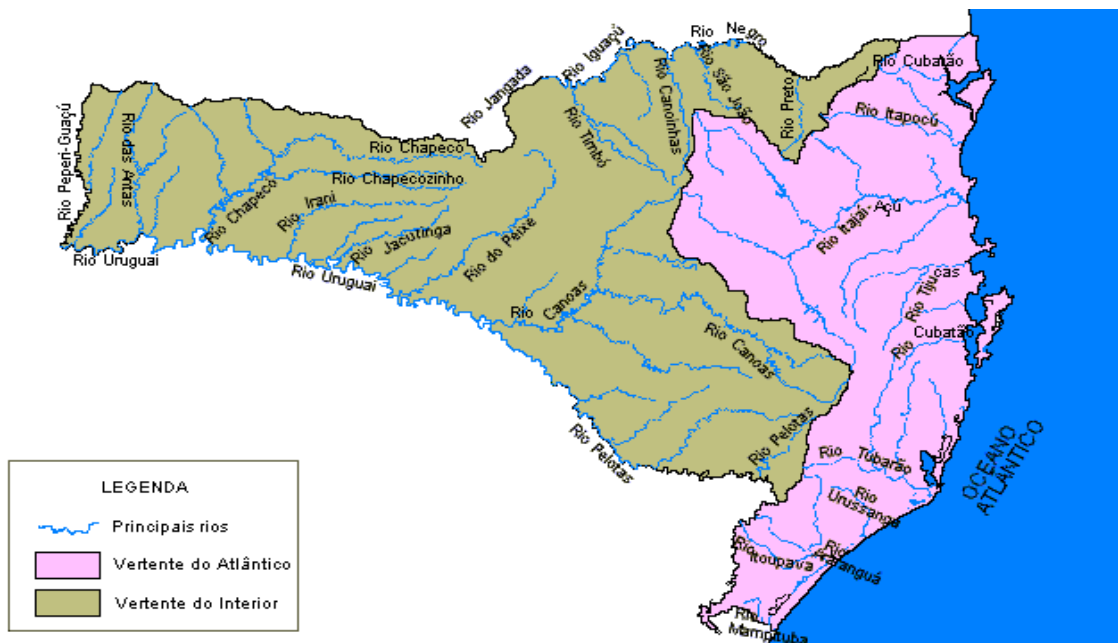 Rio Negro
Rio Iguaçú
Rio Jangada
Rio Cubatão
Rio São João
Rio Canoinhas
Rio Preto
Rio Itapocú
Rio Timbó
Rio Peperi-Guaçú
Rio das Antas
Rio Chapecó
Rio Chapecozinho
Rio Chapecó
Rio Irani
Rio Jacutinga
Rio do Peixe
Rio Itajaí-Açu
Rio Uruguai
Rio Uruguai
Rio Tijucas
Rio Canoas
Rio Cubatão
Rio Canoas
Rio Pelotas
Rio Pelotas
Rio Tubarão
OCEANO
ATLÂNTICO
Rio
Urussanga
Rio
Itoupava
Rio
Araranguá
Rio
Mampituba
LEGENDA
Principais rios
Vertente do Atlântico
Vertente do Interior